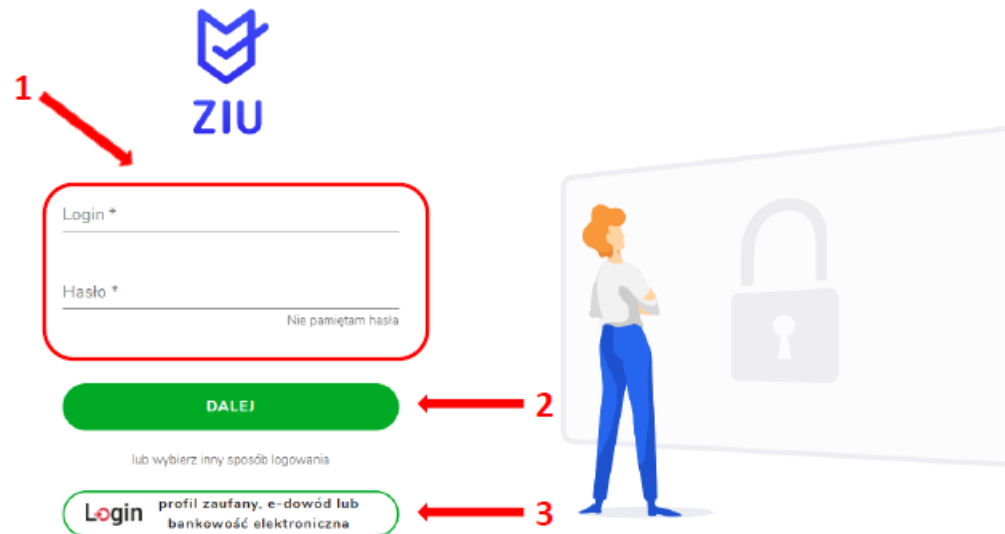 ZIU
1
Login *
Hasło *
Nie pamiętam hasła
DALEJ
2
lub wybierz inny sposób logowania
Login profil zaufany, e-dowód lub
bankowość elektroniczna
3